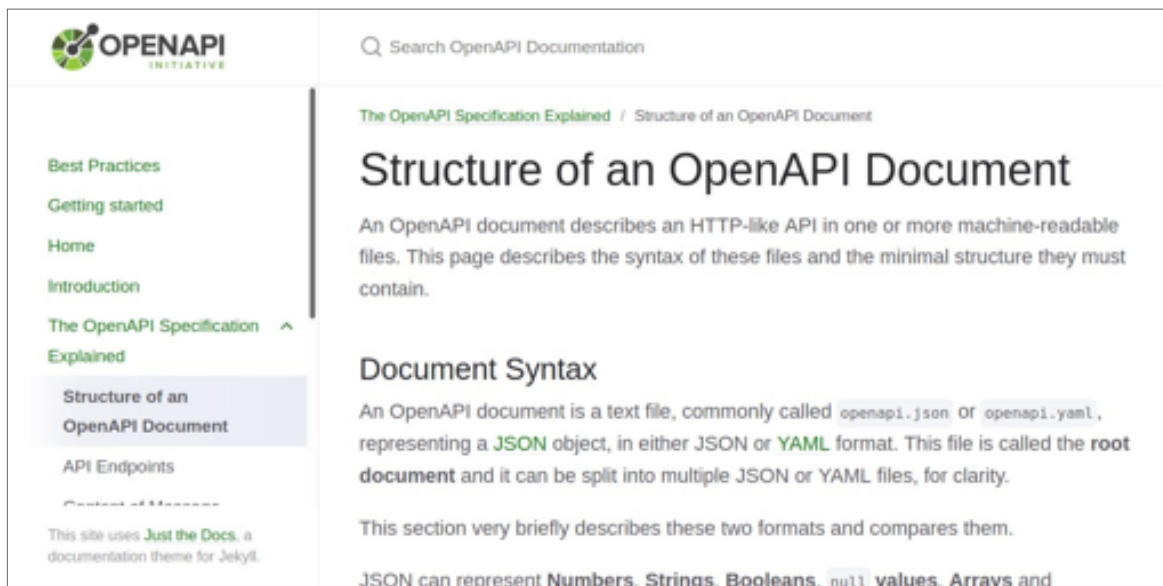 OPENAPI
INITIATIVE
Search OpenAPI Documentation
Best Practices
Getting started
Home
Introduction
The OpenAPI Specification
Explained
Structure of an
OpenAPI Document
API Endpoints
Content of Message
This site uses Just the Docs, a
documentation theme for Jekyll.
The OpenAPI Specification Explained / Structure of an OpenAPI Document
Structure of an OpenAPI Document
An OpenAPI document describes an HTTP-like API in one or more machine-readable
files. This page describes the syntax of these files and the minimal structure they must
contain.
Document Syntax
An OpenAPI document is a text file, commonly called openapi.json or openapi.yaml,
representing a JSON object, in either JSON or YAML format. This file is called the root
document and it can be split into multiple JSON or YAML files, for clarity.
This section very briefly describes these two formats and compares them.
JSON can represent Numbers, Strings, Booleans, null values, Arrays and